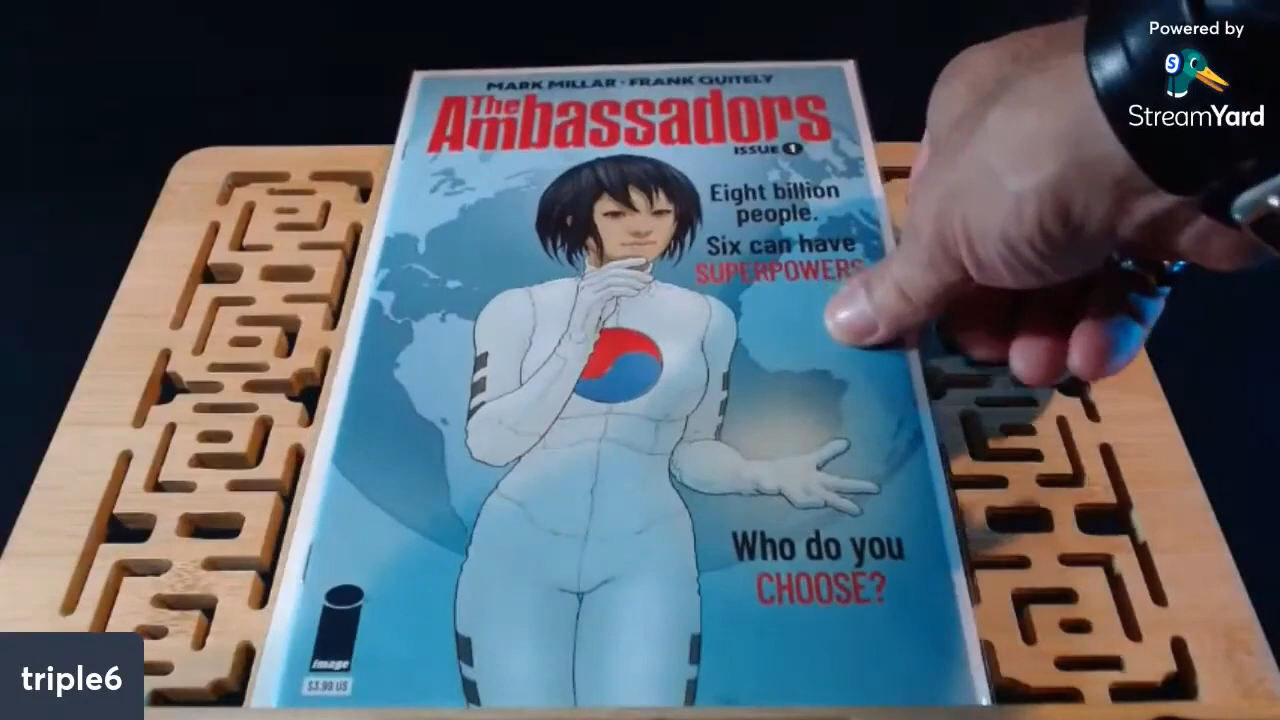 Powered by
StreamYard
MARK MILLAR · FRANK QUITELY
The
Ambassadors
ISSUE 1
Eight billion
people.
Six can have
SUPERPOWERS
Who do you
CHOOSE?
image
$3.99 US
triple6